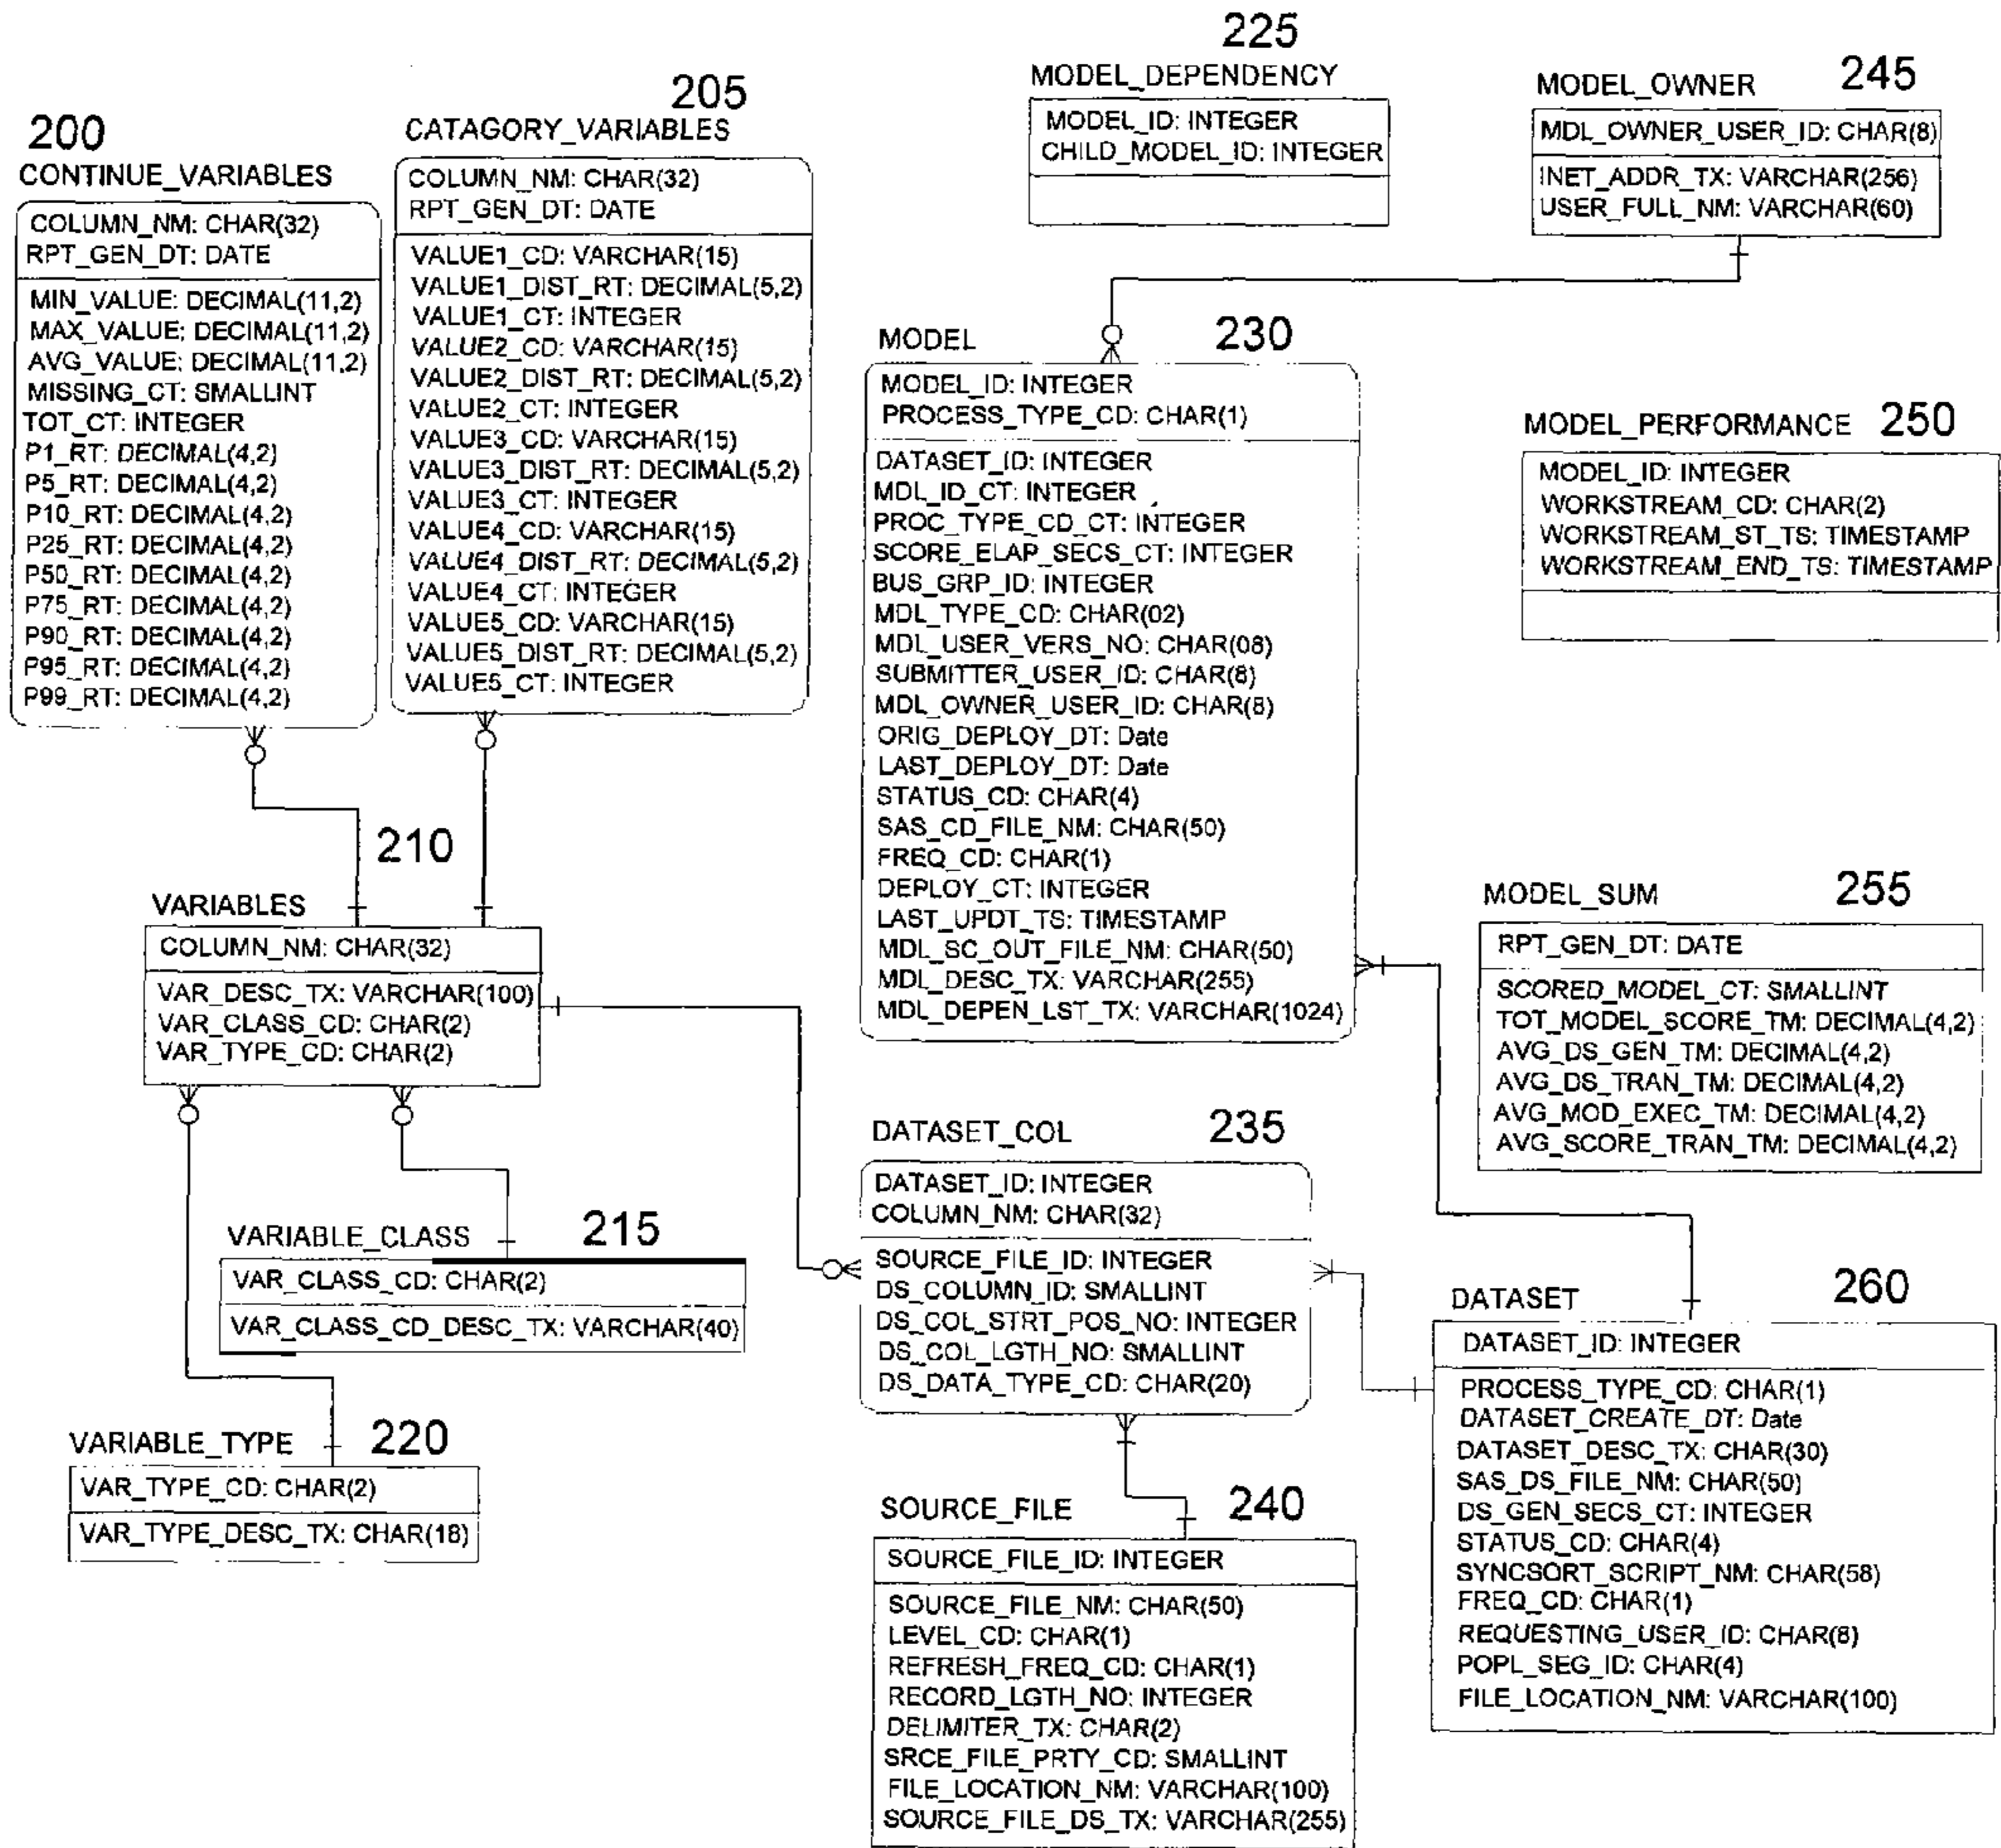 200
CONTINUE_VARIABLES
COLUMN_NM: CHAR(32)
RPT_GEN_DT: DATE
MIN_VALUE: DECIMAL(11,2)
MAX_VALUE: DECIMAL(11,2)
AVG_VALUE: DECIMAL(11,2)
MISSING_CT: SMALLINT
TOT_CT: INTEGER
P1_RT: DECIMAL(4,2)
P5_RT: DECIMAL(4,2)
P10_RT: DECIMAL(4,2)
P25_RT: DECIMAL(4,2)
P50_RT: DECIMAL(4,2)
P75_RT: DECIMAL(4,2)
P90_RT: DECIMAL(4,2)
P95_RT: DECIMAL(4,2)
P99_RT: DECIMAL(4,2)
205
CATAGORY_VARIABLES
COLUMN_NM: CHAR(32)
RPT_GEN_DT: DATE
VALUE1_CD: VARCHAR(15)
VALUE1_DIST_RT: DECIMAL(5,2)
VALUE1_CT: INTEGER
VALUE2_CD: VARCHAR(15)
VALUE2_DIST_RT: DECIMAL(5,2)
VALUE2_CT: INTEGER
VALUE3_CD: VARCHAR(15)
VALUE3_DIST_RT: DECIMAL(5,2)
VALUE3_CT: INTEGER
VALUE4_CD: VARCHAR(15)
VALUE4_DIST_RT: DECIMAL(5,2)
VALUE4_CT: INTEGER
VALUE5_CD: VARCHAR(15)
VALUE5_DIST_RT: DECIMAL(5,2)
VALUE5_CT: INTEGER
210
VARIABLES
COLUMN_NM: CHAR(32)
VAR_DESC_TX: VARCHAR(100)
VAR_CLASS_CD: CHAR(2)
VAR_TYPE_CD: CHAR(2)
VARIABLE_CLASS 215
VAR_CLASS_CD: CHAR(2)
VAR_CLASS_CD_DESC_TX: VARCHAR(40)
VARIABLE_TYPE 220
VAR_TYPE_CD: CHAR(2)
VAR_TYPE_DESC_TX: CHAR(18)
225
MODEL_DEPENDENCY
MODEL_ID: INTEGER
CHILD_MODEL_ID: INTEGER
MODEL 230
MODEL_ID: INTEGER
PROCESS_TYPE_CD: CHAR(1)
DATASET_ID: INTEGER
MDL_ID_CT: INTEGER
PROC_TYPE_CD_CT: INTEGER
SCORE_ELAP_SECS_CT: INTEGER
BUS_GRP_ID: INTEGER
MDL_TYPE_CD: CHAR(02)
MDL_USER_VERS_NO: CHAR(08)
SUBMITTER_USER_ID: CHAR(8)
MDL_OWNER_USER_ID: CHAR(8)
ORIG_DEPLOY_DT: Date
LAST_DEPLOY_DT: Date
STATUS_CD: CHAR(4)
SAS_CD_FILE_NM: CHAR(50)
FREQ_CD: CHAR(1)
DEPLOY_CT: INTEGER
LAST_UPDT_TS: TIMESTAMP
MDL_SC_OUT_FILE_NM: CHAR(50)
MDL_DESC_TX: VARCHAR(255)
MDL_DEPEN_LST_TX: VARCHAR(1024)
DATASET_COL 235
DATASET_ID: INTEGER
COLUMN_NM: CHAR(32)
SOURCE_FILE_ID: INTEGER
DS_COLUMN_ID: SMALLINT
DS_COL_STRT_POS_NO: INTEGER
DS_COL_LGTH_NO: SMALLINT
DS_DATA_TYPE_CD: CHAR(20)
SOURCE_FILE 240
SOURCE_FILE_ID: INTEGER
SOURCE_FILE_NM: CHAR(50)
LEVEL_CD: CHAR(1)
REFRESH_FREQ_CD: CHAR(1)
RECORD_LGTH_NO: INTEGER
DELIMITER_TX: CHAR(2)
SRCE_FILE_PRTY_CD: SMALLINT
FILE_LOCATION_NM: VARCHAR(100)
SOURCE_FILE_DS_TX: VARCHAR(255)
MODEL_OWNER 245
MDL_OWNER_USER_ID: CHAR(8)
INET_ADDR_TX: VARCHAR(256)
USER_FULL_NM: VARCHAR(60)
MODEL_PERFORMANCE 250
MODEL_ID: INTEGER
WORKSTREAM_CD: CHAR(2)
WORKSTREAM_ST_TS: TIMESTAMP
WORKSTREAM_END_TS: TIMESTAMP
MODEL_SUM 255
RPT_GEN_DT: DATE
SCORED_MODEL_CT: SMALLINT
TOT_MODEL_SCORE_TM: DECIMAL(4,2)
AVG_DS_GEN_TM: DECIMAL(4,2)
AVG_DS_TRAN_TM: DECIMAL(4,2)
AVG_MOD_EXEC_TM: DECIMAL(4,2)
AVG_SCORE_TRAN_TM: DECIMAL(4,2)
DATASET 260
DATASET_ID: INTEGER
PROCESS_TYPE_CD: CHAR(1)
DATASET_CREATE_DT: Date
DATASET_DESC_TX: CHAR(30)
SAS_DS_FILE_NM: CHAR(50)
DS_GEN_SECS_CT: INTEGER
STATUS_CD: CHAR(4)
SYNCSORT_SCRIPT_NM: CHAR(58)
FREQ_CD: CHAR(1)
REQUESTING_USER_ID: CHAR(8)
POPL_SEG_ID: CHAR(4)
FILE_LOCATION_NM: VARCHAR(100)